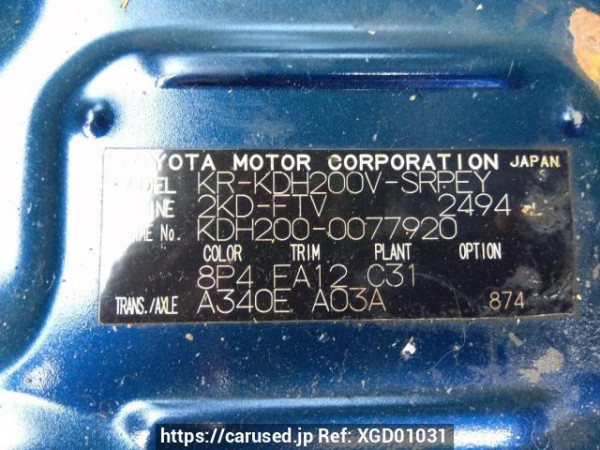 TOYOTA MOTOR CORPORATION JAPAN
MODEL KR-KDH200V-SRPEY
ENGINE 2KD-FTV 2494
FRAME No. KDH200-0077920
COLOR TRIM PLANT OPTION
8P4 FA12 C31
TRANS./AXLE A340E A03A 874
https://carused.jp Ref: XGD01031